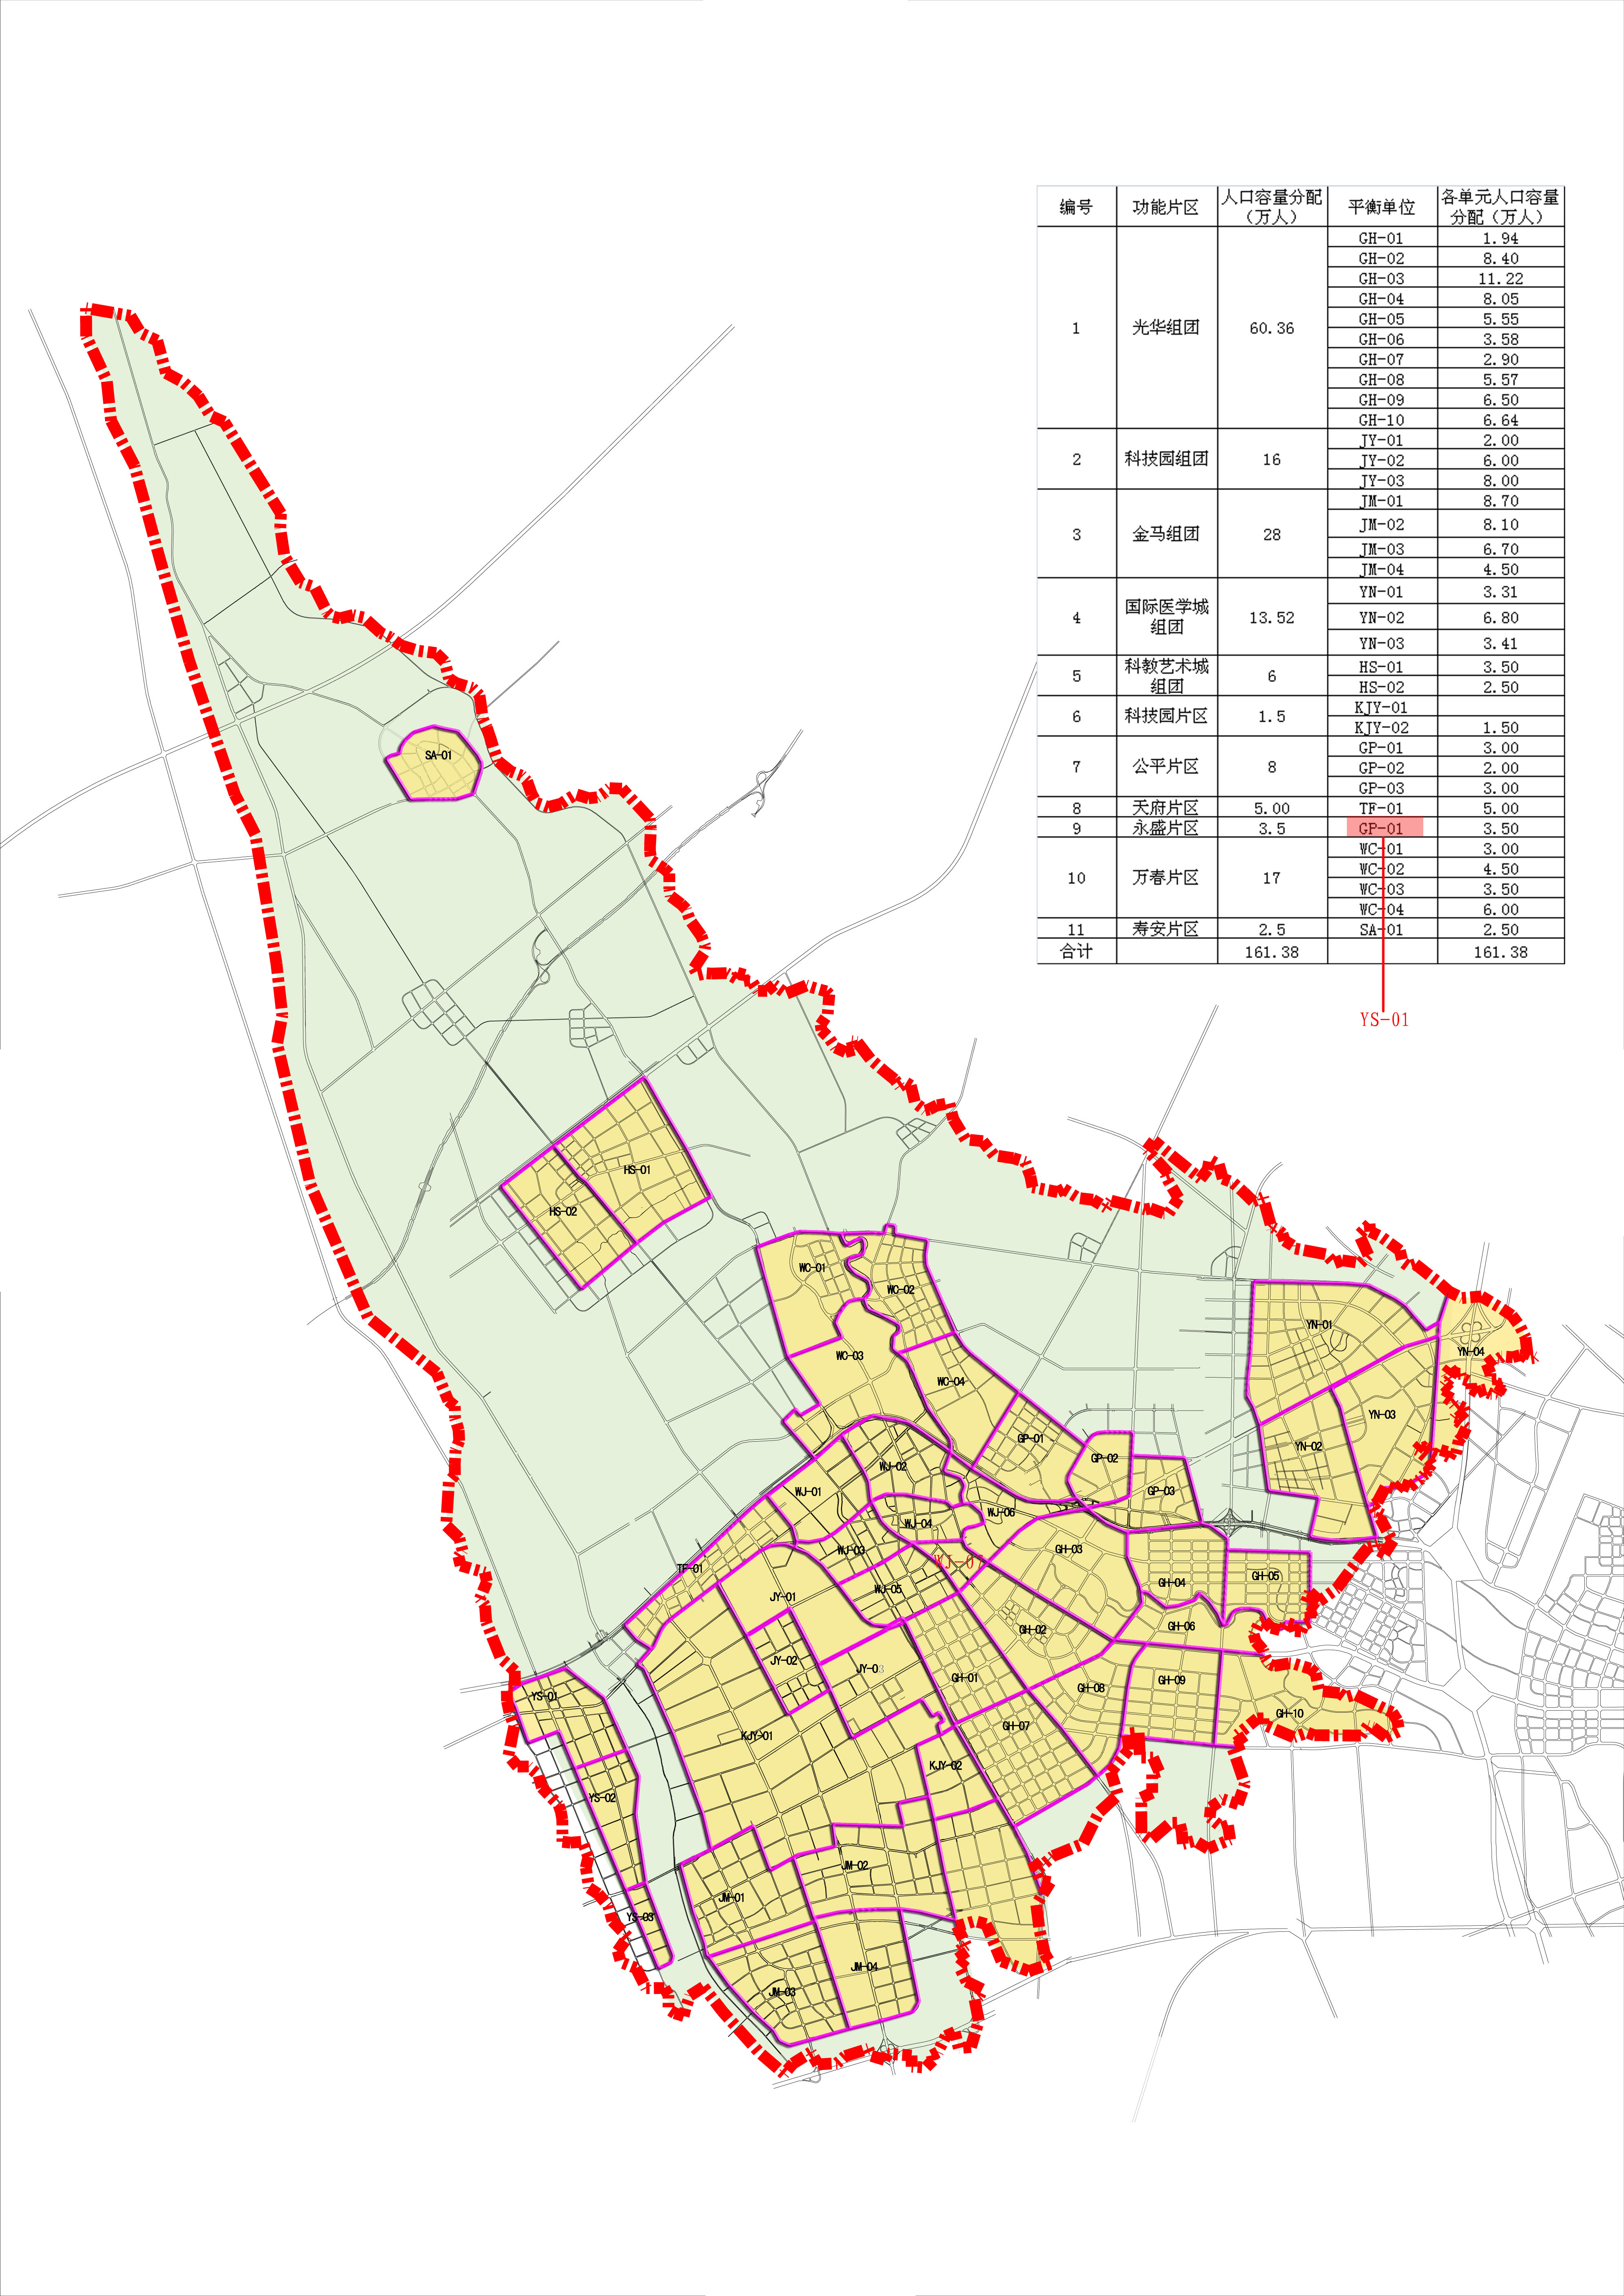 编号 功能片区 人口容量分配（万人） 平衡单位 各单元人口容量分配（万人）
1 光华组团 60.36 GH-01 1.94
GH-02 8.40
GH-03 11.22
GH-04 8.05
GH-05 5.55
GH-06 3.58
GH-07 2.90
GH-08 5.57
GH-09 6.50
GH-10 6.64
2 科技园组团 16 JY-01 2.00
JY-02 6.00
JY-03 8.00
3 金马组团 28 JM-01 8.70
JM-02 8.10
JM-03 6.70
JM-04 4.50
4 国际医学城组团 13.52 YN-01 3.31
YN-02 6.80
YN-03 3.41
5 科教艺术城组团 6 HS-01 3.50
HS-02 2.50
6 科技园片区 1.5 KJY-01
KJY-02 1.50
7 公平片区 8 GP-01 3.00
GP-02 2.00
GP-03 3.00
8 天府片区 5.00 TF-01 5.00
9 永盛片区 3.5 GP-01 3.50
10 万春片区 17 WC-01 3.00
WC-02 4.50
WC-03 3.50
WC-04 6.00
11 寿安片区 2.5 SA-01 2.50
合计 161.38 161.38
YS-01
SA-01
HS-01
HS-02
WC-01
WC-02
WC-03
WC-04
YN-01
YN-04
YN-03
YN-02
GP-01
GP-02
GP-03
WJ-02
WJ-01
WJ-06
WJ-04
WJ-03
WJ-07
WJ-05
GH-03
GH-04
GH-05
TF-01
JY-01
GH-06
GH-02
JY-02
JY-03
GH-01
GH-09
GH-08
GH-10
GH-07
YS-01
KJY-01
KJY-02
YS-02
JM-02
JM-01
YS-03
JM-04
JM-03